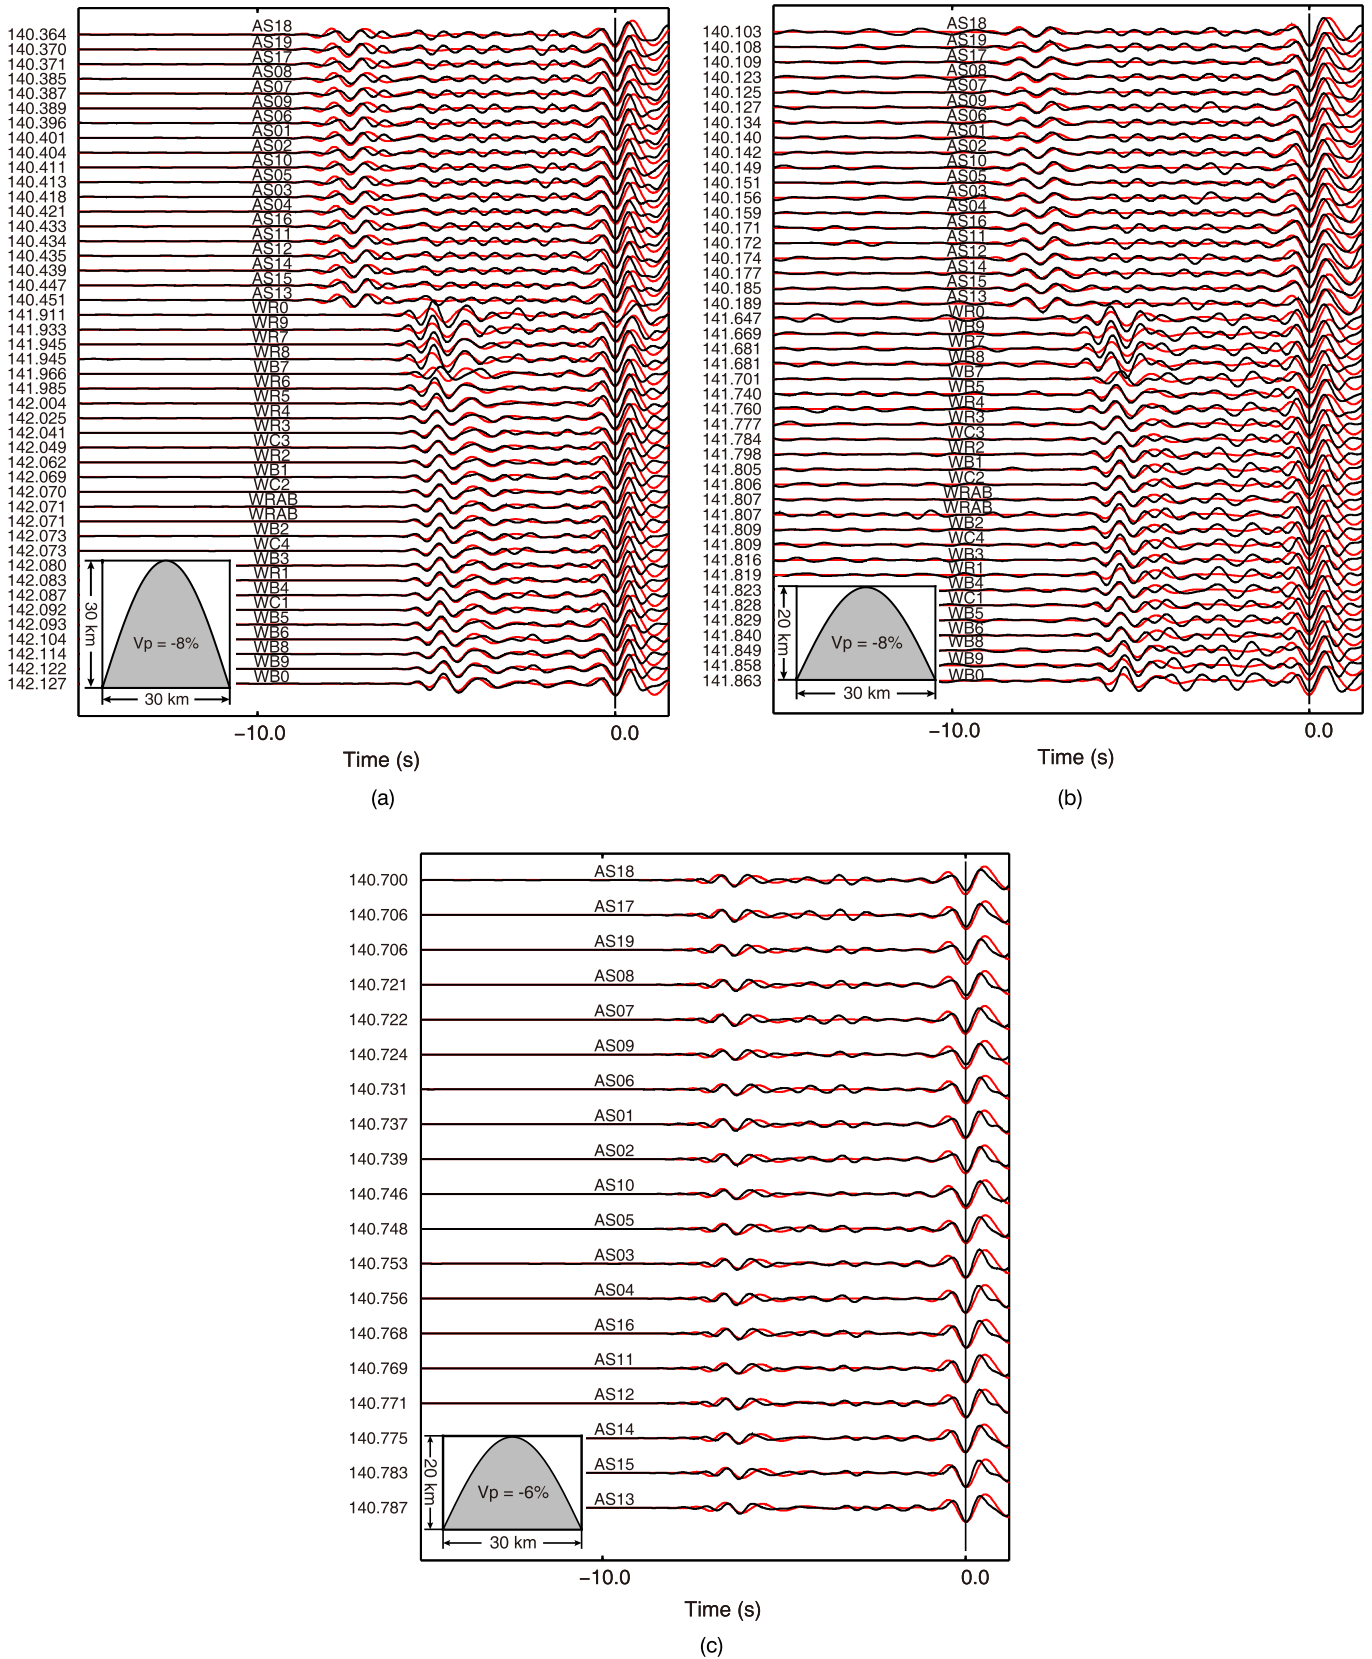 140.364 AS18
140.370 AS19
140.371 AS17
140.385 AS08
140.387 AS07
140.389 AS09
140.396 AS06
140.401 AS01
140.404 AS02
140.411 AS10
140.413 AS05
140.418 AS03
140.421 AS04
140.433 AS16
140.434 AS11
140.435 AS12
140.439 AS14
140.447 AS15
140.451 AS13
141.911 WR0
141.933 WR9
141.945 WR7
141.945 WR8
141.966 WB7
141.985 WR6
142.004 WR5
142.025 WR4
142.041 WR3
142.049 WC3
142.062 WR2
142.069 WB1
142.070 WC2
142.071 WRAB
142.071 WRAB
142.073 WB2
142.073 WC4
142.080 WB3
142.083 WR1
142.087 WB4
142.092 WC1
142.093 WB5
142.104 WB6
142.114 WB8
142.122 WB9
142.127 WB0
30 km
Vp = -8%
30 km
−10.0 0.0
Time (s)
(a)
140.103 AS18
140.108 AS19
140.109 AS17
140.123 AS08
140.125 AS07
140.127 AS09
140.134 AS06
140.140 AS01
140.142 AS02
140.149 AS10
140.151 AS05
140.156 AS03
140.159 AS04
140.171 AS16
140.172 AS11
140.174 AS12
140.177 AS14
140.185 AS15
140.189 AS13
141.647 WR0
141.669 WR9
141.681 WR7
141.681 WR8
141.701 WB7
141.740 WR5
141.760 WR4
141.777 WR3
141.784 WC3
141.798 WR2
141.805 WB1
141.806 WC2
141.807 WRAB
141.807 WRAB
141.809 WB2
141.809 WC4
141.816 WB3
141.819 WR1
141.823 WB4
141.828 WC1
141.829 WB5
141.840 WB6
141.849 WB8
141.858 WB9
141.863 WB0
20 km
Vp = -8%
30 km
−10.0 0.0
Time (s)
(b)
140.700 AS18
140.706 AS17
140.706 AS19
140.721 AS08
140.722 AS07
140.724 AS09
140.731 AS06
140.737 AS01
140.739 AS02
140.746 AS10
140.748 AS05
140.753 AS03
140.756 AS04
140.768 AS16
140.769 AS11
140.771 AS12
140.775 AS14
140.783 AS15
140.787 AS13
20 km
Vp = -6%
30 km
−10.0 0.0
Time (s)
(c)